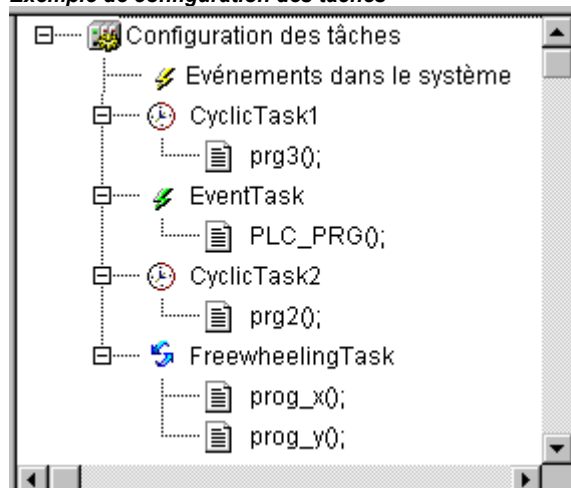 Exemple de configuration des tâches
Configuration des tâches
Evénements dans le système
CyclicTask1
prg3();
EventTask
PLC_PRG();
CyclicTask2
prg2();
FreewheelingTask
prog_x();
prog_y();